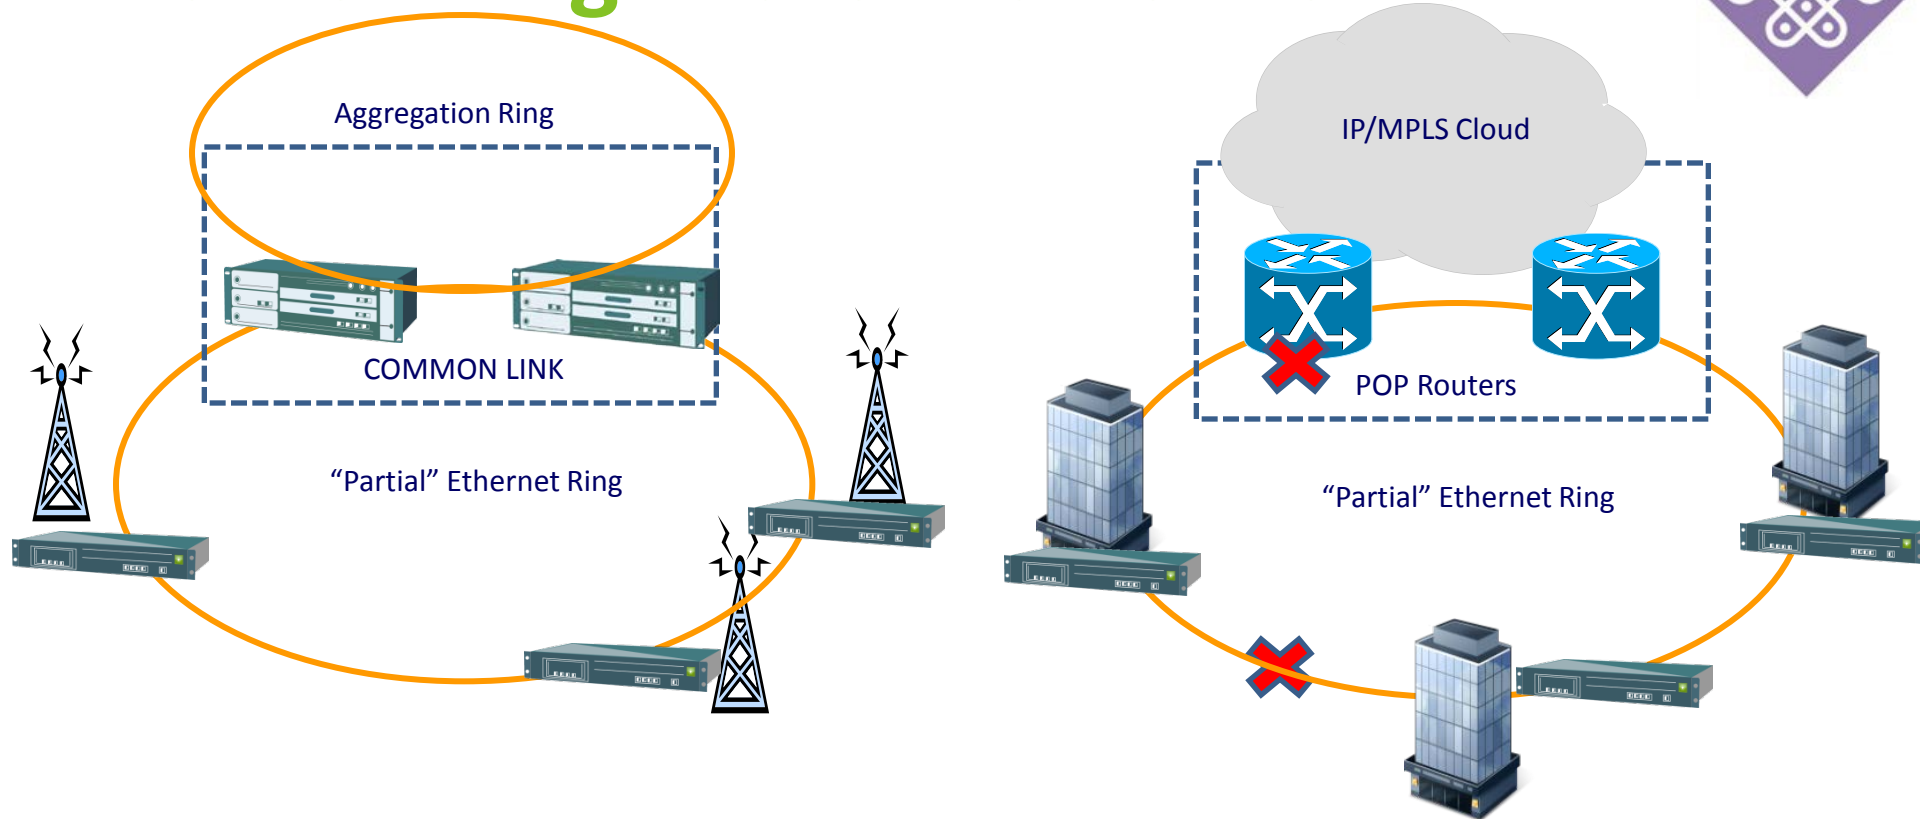 Aggregation Ring
COMMON LINK
“Partial” Ethernet Ring
IP/MPLS Cloud
POP Routers
“Partial” Ethernet Ring